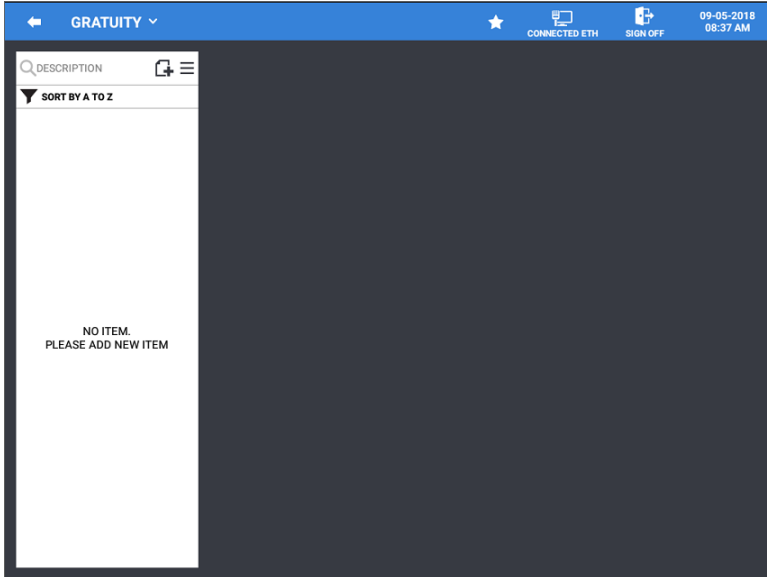 GRATUITY
CONNECTED ETH
SIGN OFF
09-05-2018
08:37 AM
DESCRIPTION
SORT BY A TO Z
NO ITEM.
PLEASE ADD NEW ITEM